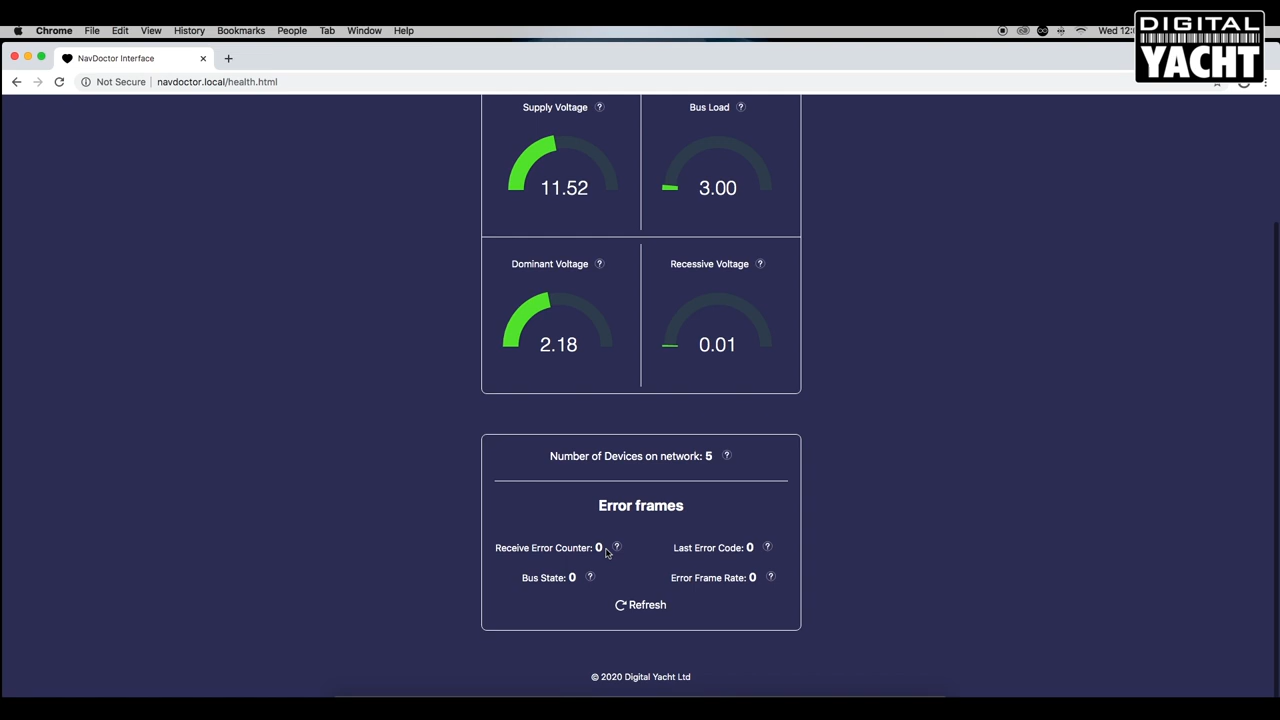 Chrome File Edit View History Bookmarks People Tab Window Help
Wed 12:
DIGITAL
YACHT
NavDoctor Interface
Not Secure navdoctor.local/health.html
Supply Voltage ? Bus Load ?
11.52 3.00
Dominant Voltage ? Recessive Voltage ?
2.18 0.01
Number of Devices on network: 5 ?
Error frames
Receive Error Counter: 0 ? Last Error Code: 0 ?
Bus State: 0 ? Error Frame Rate: 0 ?
Refresh
© 2020 Digital Yacht Ltd